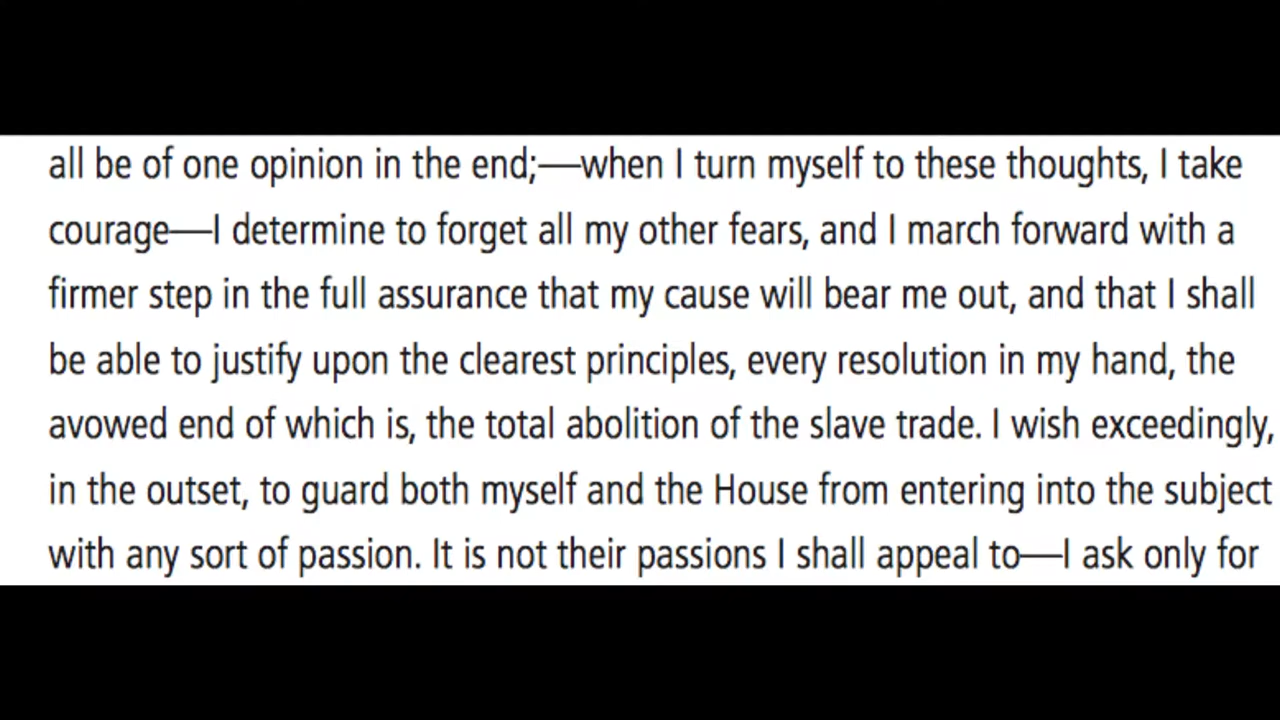 all be of one opinion in the end;—when I turn myself to these thoughts, I take
courage—I determine to forget all my other fears, and I march forward with a
firmer step in the full assurance that my cause will bear me out, and that I shall
be able to justify upon the clearest principles, every resolution in my hand, the
avowed end of which is, the total abolition of the slave trade. I wish exceedingly,
in the outset, to guard both myself and the House from entering into the subject
with any sort of passion. It is not their passions I shall appeal to—I ask only for